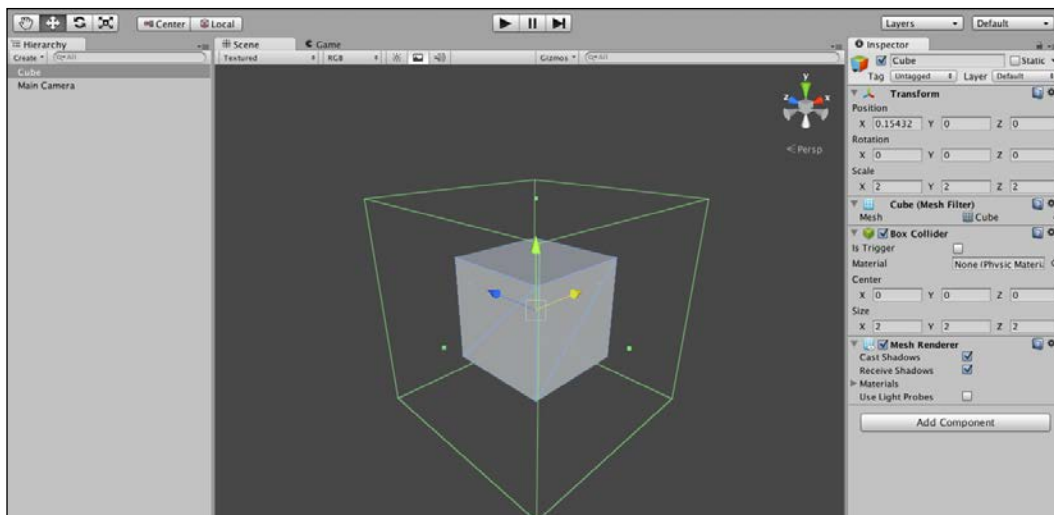 Center Local Layers Default
Hierarchy Scene Game Inspector
Create All Textured RGB Gizmos All Cube Static
Cube Tag Untagged Layer Default
Main Camera
y
z x
Persp
Transform
Position
X 0.15432 Y 0 Z 0
Rotation
X 0 Y 0 Z 0
Scale
X 2 Y 2 Z 2
Cube (Mesh Filter)
Mesh Cube
Box Collider
Is Trigger
Material None (Physic Materi
Center
X 0 Y 0 Z 0
Size
X 2 Y 2 Z 2
Mesh Renderer
Cast Shadows
Receive Shadows
Materials
Use Light Probes
Add Component